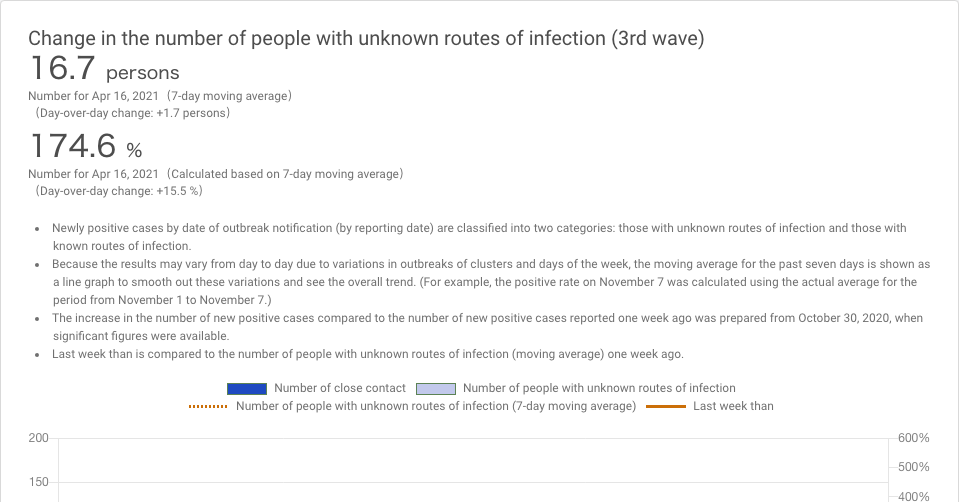 Change in the number of people with unknown routes of infection (3rd wave)
16.7 persons
Number for Apr 16, 2021（7-day moving average）
（Day-over-day change: +1.7 persons）
174.6 %
Number for Apr 16, 2021（Calculated based on 7-day moving average）
（Day-over-day change: +15.5 %）
• Newly positive cases by date of outbreak notification (by reporting date) are classified into two categories: those with unknown routes of infection and those with
known routes of infection.
• Because the results may vary from day to day due to variations in outbreaks of clusters and days of the week, the moving average for the past seven days is shown as
a line graph to smooth out these variations and see the overall trend. (For example, the positive rate on November 7 was calculated using the actual average for the
period from November 1 to November 7.)
• The increase in the number of new positive cases compared to the number of new positive cases reported one week ago was prepared from October 30, 2020, when
significant figures were available.
• Last week than is compared to the number of people with unknown routes of infection (moving average) one week ago.
Number of close contact Number of people with unknown routes of infection
Number of people with unknown routes of infection (7-day moving average) Last week than
200 600%
500%
150
400%